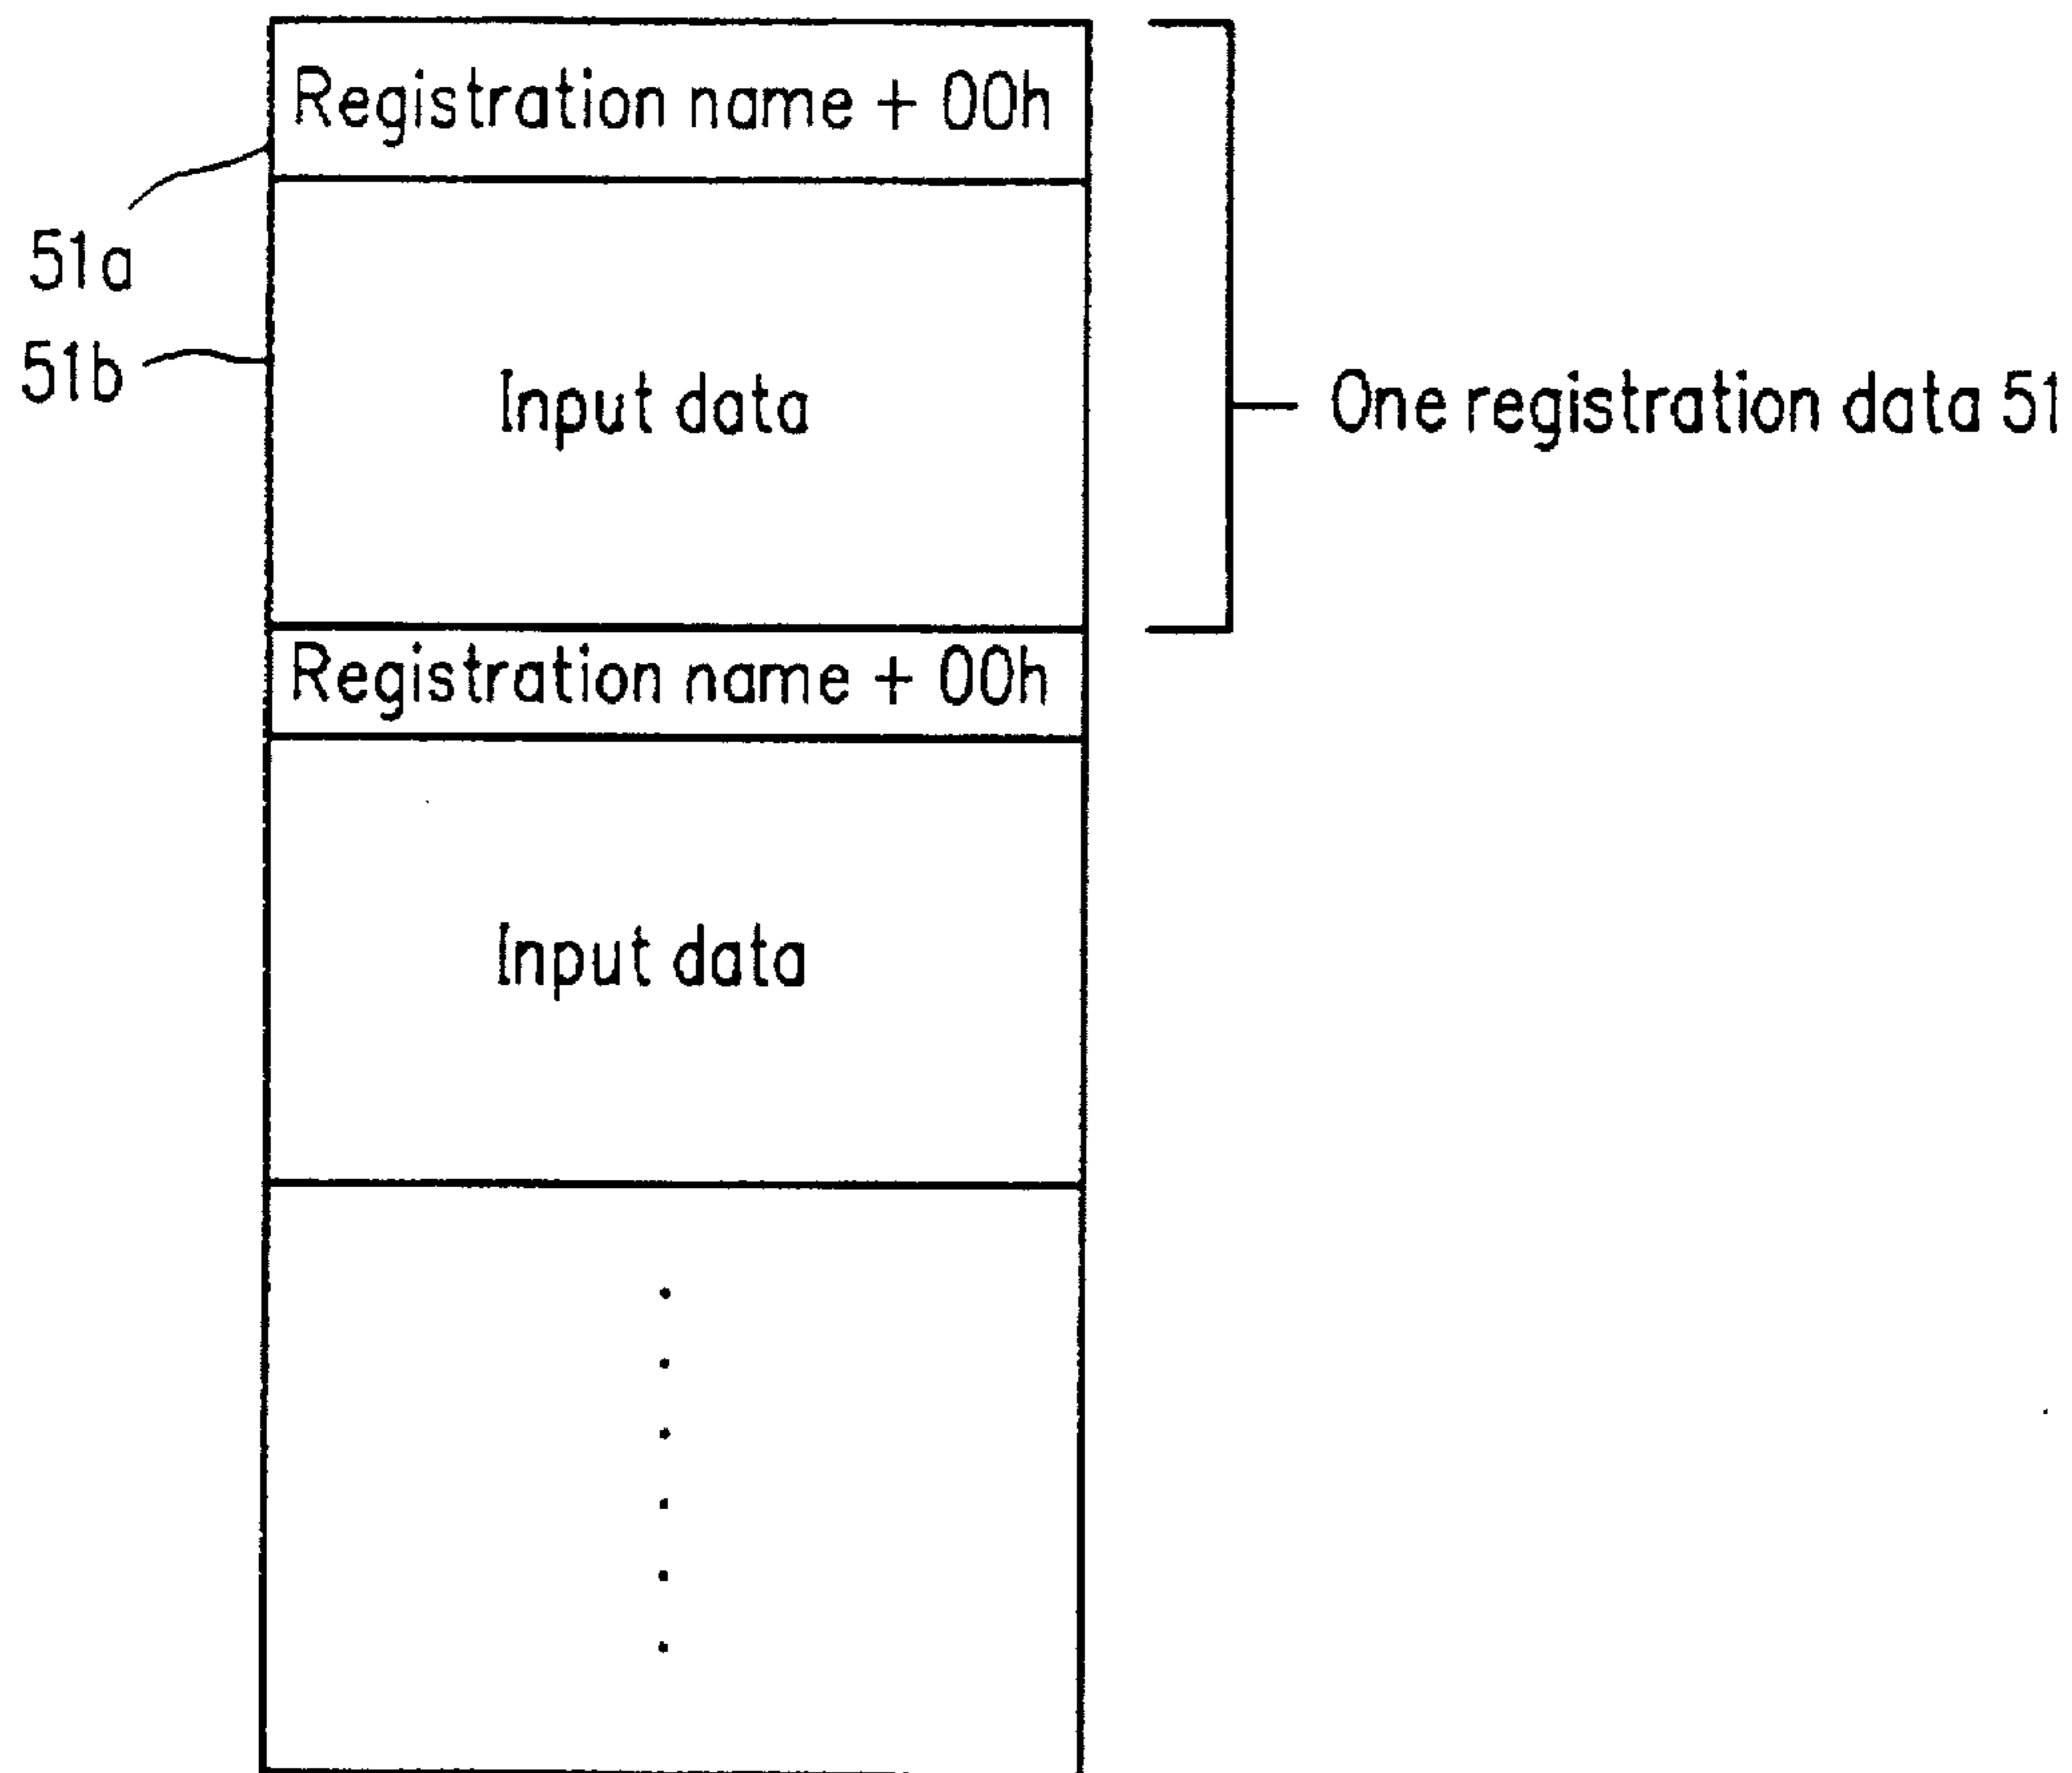 Registration name + 00h
51a
51b
Input data
One registration data 51
Registration name + 00h
Input data